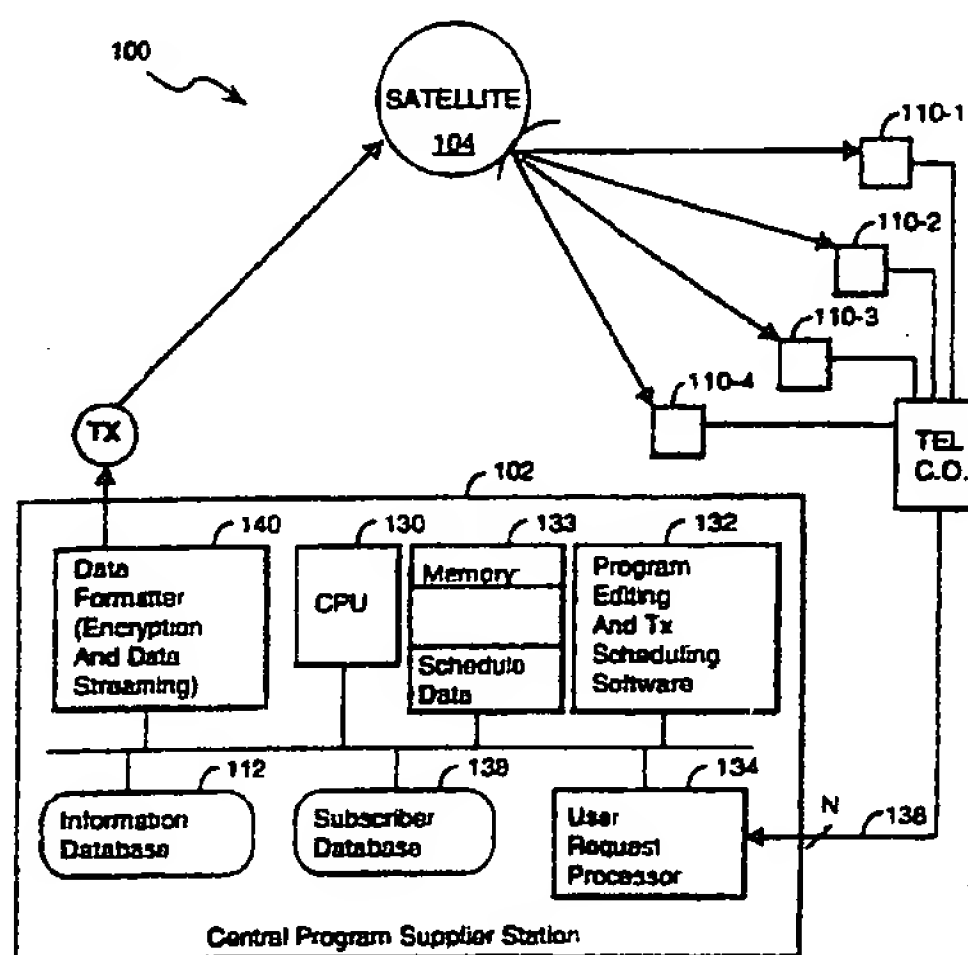 100
SATELLITE
104
110-1
110-2
110-3
110-4
TX
TEL
C.O.
102
140
130
133
132
Data
Formatter
(Encryption
And Data
Streaming)
CPU
Memory
Schedule
Data
Program
Editing
And Tx
Scheduling
Software
112
139
134
N
138
Information
Database
Subscriber
Database
User
Request
Processor
Central Program Supplier Station